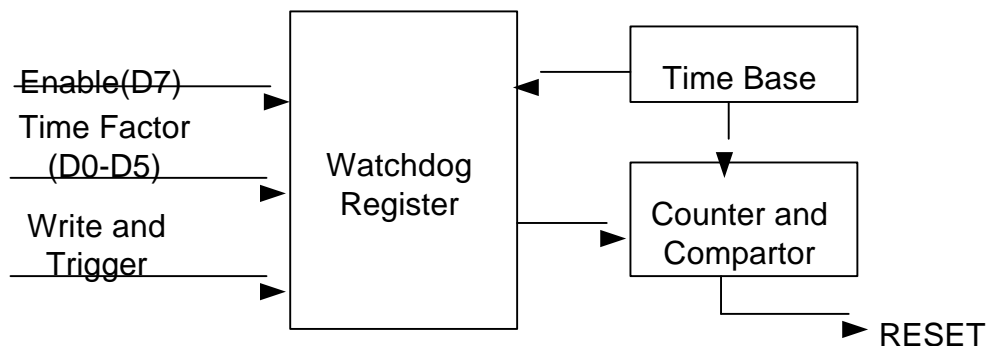 Enable(D7)
Time Factor
(D0-D5)
Write and
Trigger
Watchdog
Register
Time Base
Counter and
Compartor
RESET